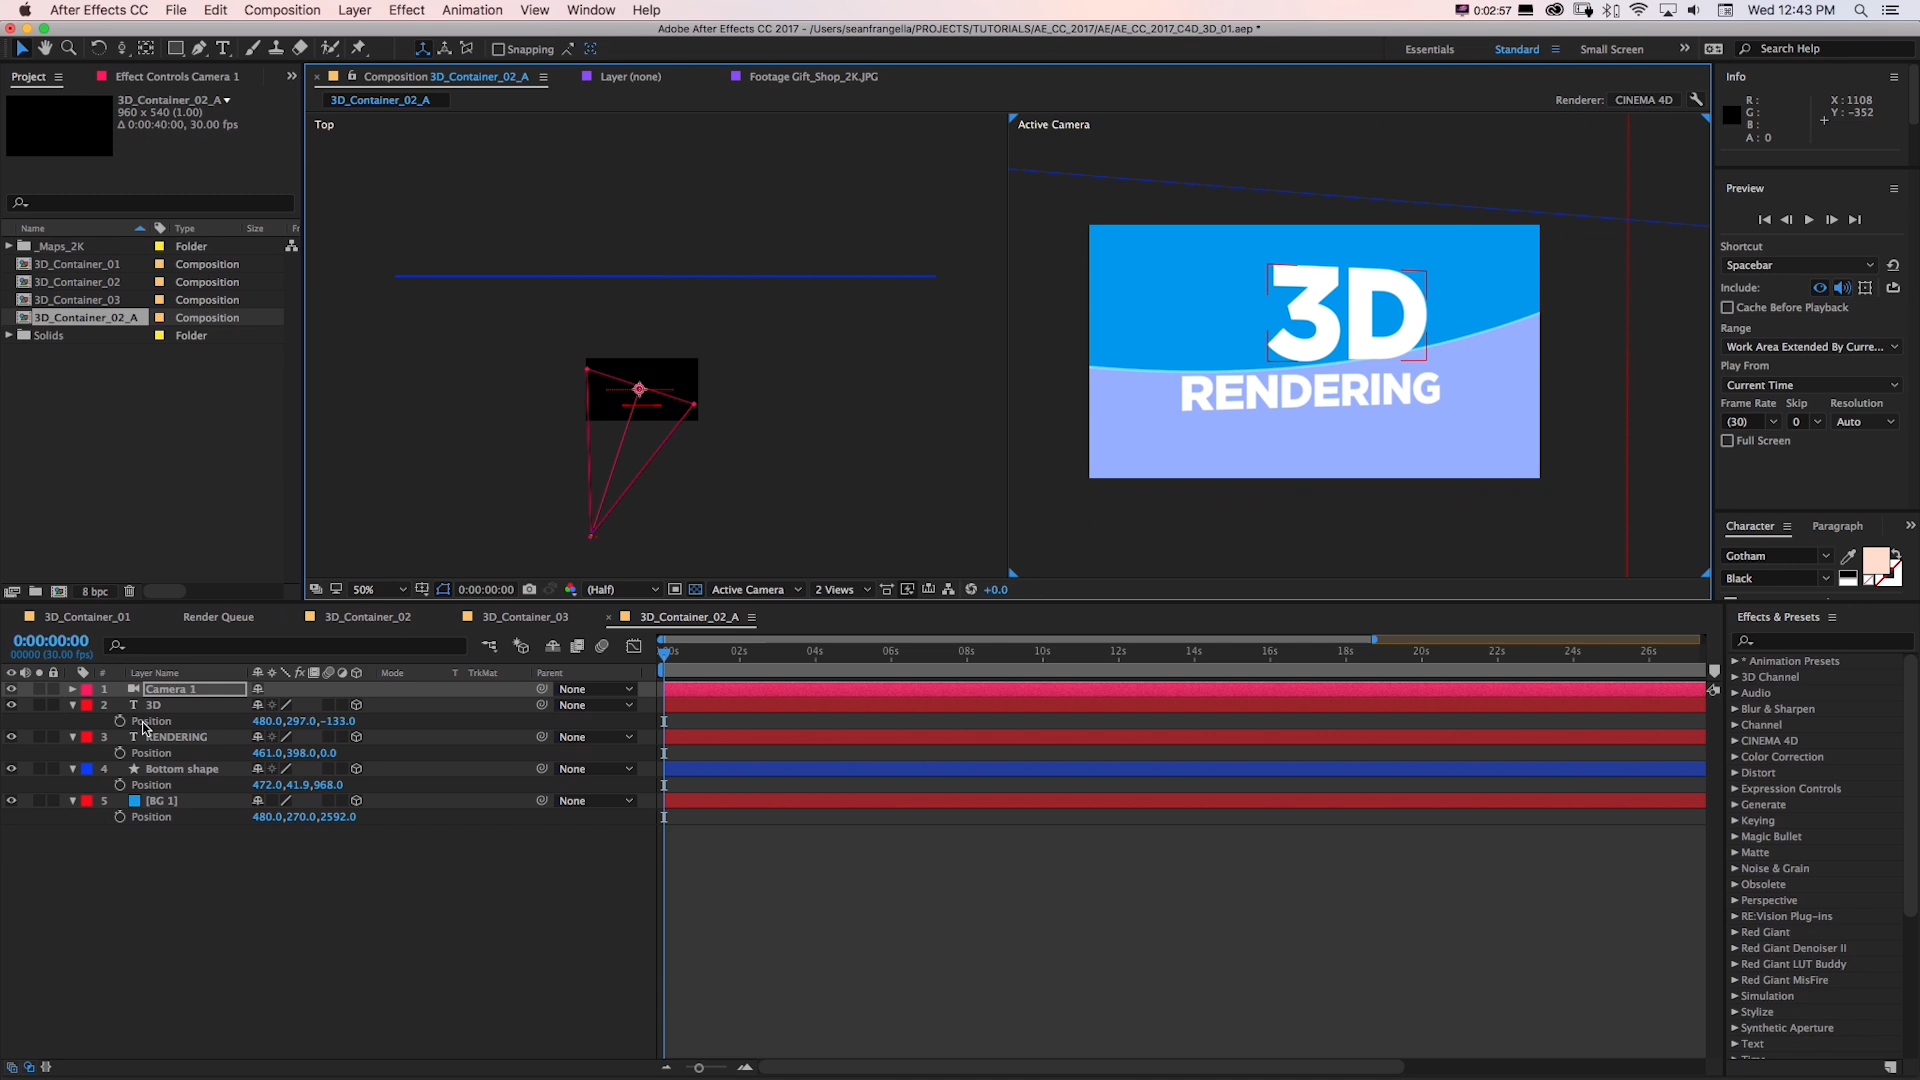 After Effects CC File Edit Composition Layer Effect Animation View Window Help 0:02:57 Wed 12:43 PM
Adobe After Effects CC 2017 - /Users/seanfrangella/PROJECTS/TUTORIALS/AE_CC_2017/AE/AE_CC_2017_C4D_3D_01.aep *
Snapping Essentials Standard Small Screen Search Help
Project Effect Controls Camera 1 Composition 3D_Container_02_A Layer (none) Footage Gift_Shop_2K.JPG Info
3D_Container_02_A
960 x 540 (1.00)
Δ 0:00:40:00, 30.00 fps
3D_Container_02_A Renderer: CINEMA 4D
R: X : 1108
G: Y : -352
B:
A: 0
Top Active Camera
3D
RENDERING
Name Type Size Fr
_Maps_2K Folder
3D_Container_01 Composition
3D_Container_02 Composition
3D_Container_03 Composition
3D_Container_02_A Composition
Solids Folder
8 bpc
50% 0:00:00:00 (Half) Active Camera 2 Views +0.0
Preview
Shortcut
Spacebar
Include:
Cache Before Playback
Range
Work Area Extended By Curre...
Play From
Current Time
Frame Rate Skip Resolution
(30) 0 Auto
Full Screen
Character Paragraph
Gotham
Black
3D_Container_01 Render Queue 3D_Container_02 3D_Container_03 3D_Container_02_A
0:00:00:00
00000 (30.00 fps)
:00s 02s 04s 06s 08s 10s 12s 14s 16s 18s 20s 22s 24s 26s
# Layer Name Mode T TrkMat Parent
1 Camera 1 None
2 T 3D None
Position 480.0,297.0,-133.0
3 T RENDERING None
Position 461.0,398.0,0.0
4 Bottom shape None
Position 472.0,41.9,968.0
5 [BG 1] None
Position 480.0,270.0,2592.0
Effects & Presets
* Animation Presets
3D Channel
Audio
Blur & Sharpen
Channel
CINEMA 4D
Color Correction
Distort
Expression Controls
Generate
Keying
Magic Bullet
Matte
Noise & Grain
Obsolete
Perspective
RE:Vision Plug-ins
Red Giant
Red Giant Denoiser II
Red Giant LUT Buddy
Red Giant MisFire
Simulation
Stylize
Synthetic Aperture
Text
Time